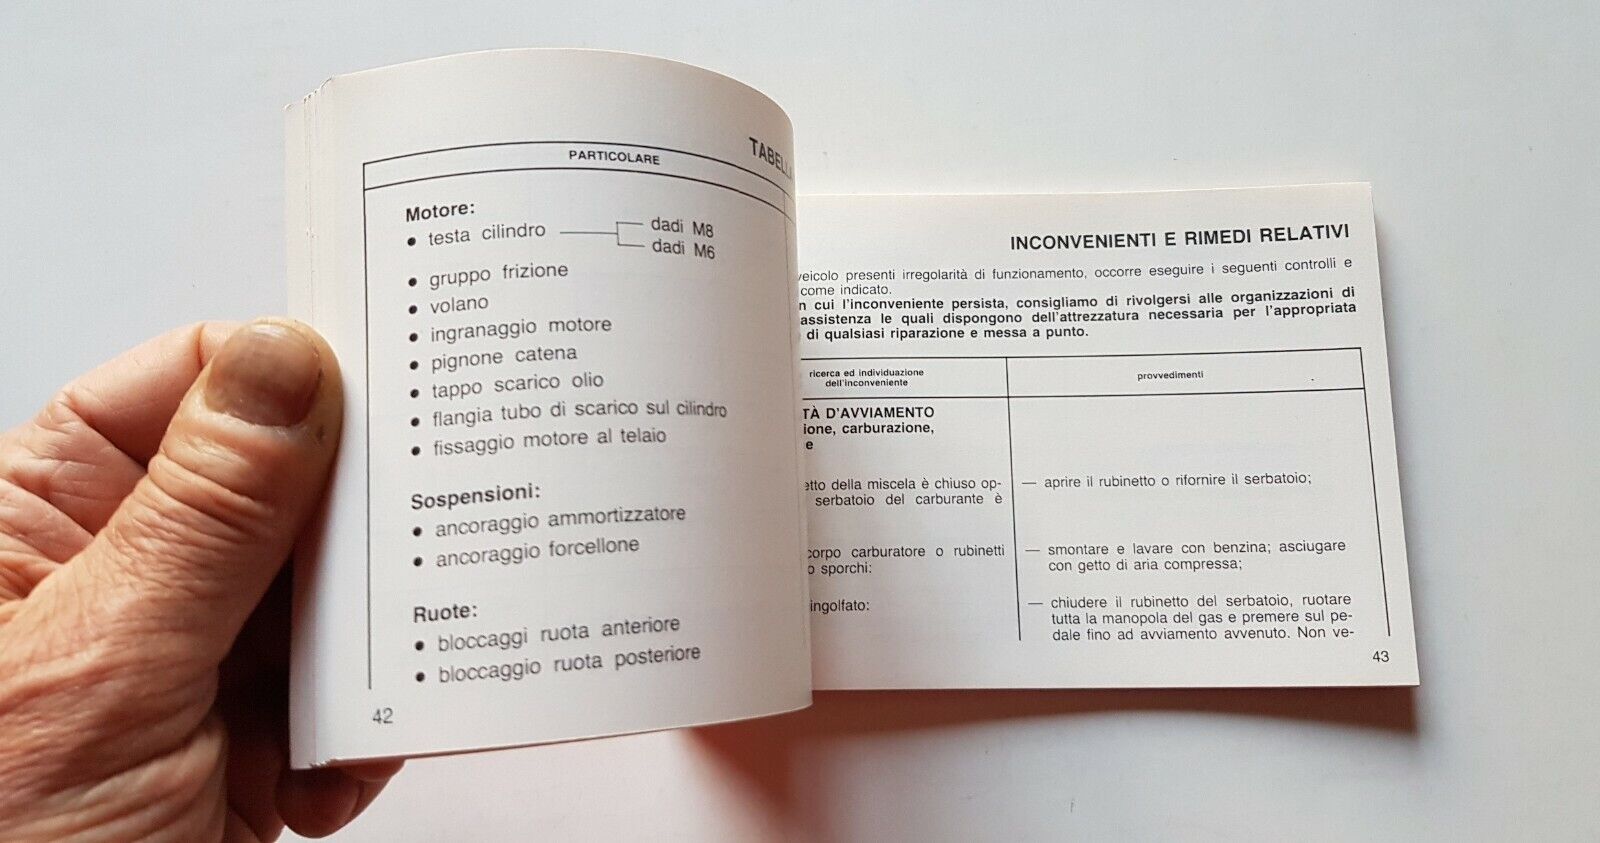 PARTICOLARE
Motore:
• testa cilindro
dadi M8
dadi M6
• gruppo frizione
• volano
• ingranaggio motore
• pignone catena
• tappo scarico olio
• flangia tubo di scarico sul cilindro
• fissaggio motore al telaio
Sospensioni:
• ancoraggio ammortizzatore
• ancoraggio forcellone
Ruote:
• bloccaggi ruota anteriore
• bloccaggio ruota posteriore
42
INCONVENIENTI E RIMEDI RELATIVI
veicolo presenti irregolarità di funzionamento, occorre eseguire i seguenti controlli e
come indicato.
n cui l'inconveniente persista, consigliamo di rivolgersi alle organizzazioni di
assistenza le quali dispongono dell'attrezzatura necessaria per l'appropriata
di qualsiasi riparazione e messa a punto.
ricerca ed individuazione
dell'inconveniente
provvedimenti
TÀ D'AVVIAMENTO
ione, carburazione,
e
etto della miscela è chiuso op-
serbatoio del carburante è
— aprire il rubinetto o rifornire il serbatoio;
corpo carburatore o rubinetti
o sporchi:
— smontare e lavare con benzina; asciugare
con getto di aria compressa;
ingolfato:
— chiudere il rubinetto del serbatoio, ruotare
tutta la manopola del gas e premere sul pe-
dale fino ad avviamento avvenuto. Non ve-
43